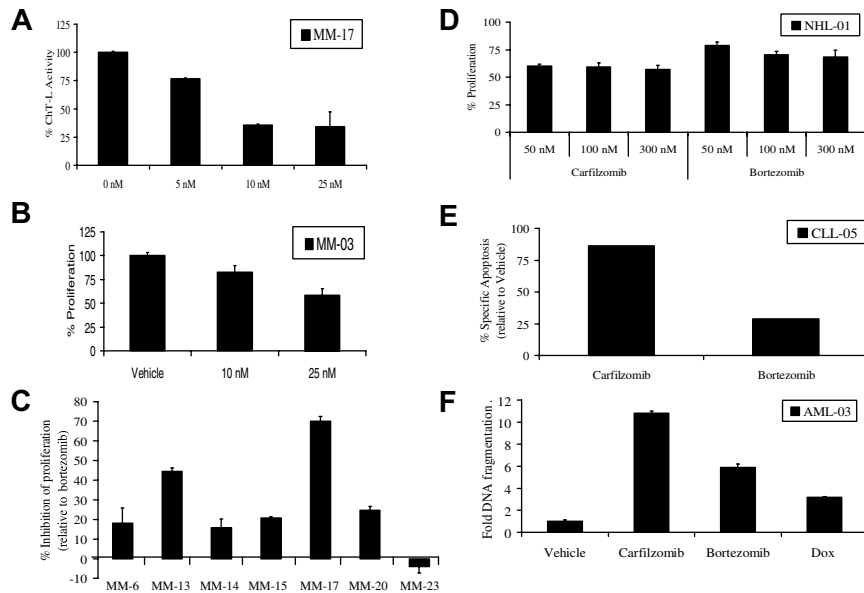 A
% ChT-L Activity
125
100
75
50
25
0
MM-17
0 nM
5 nM
10 nM
25 nM
B
% Proliferation
125
100
75
50
25
0
MM-03
Vehicle
10 nM
25 nM
C
% Inhibition of proliferation
(relative to bortezomib)
80
70
60
50
40
30
20
10
0
-10
MM-6
MM-13
MM-14
MM-15
MM-17
MM-20
MM-23
D
% Proliferation
125
100
75
50
25
0
NHL-01
50 nM
100 nM
300 nM
50 nM
100 nM
300 nM
Carfilzomib
Bortezomib
E
% Specific Apoptosis
(relative to Vehicle)
100
75
50
25
0
CLL-05
Carfilzomib
Bortezomib
F
Fold DNA fragmentation.
12
10
8
6
4
2
0
AML-03
Vehicle
Carfilzomib
Bortezomib
Dox